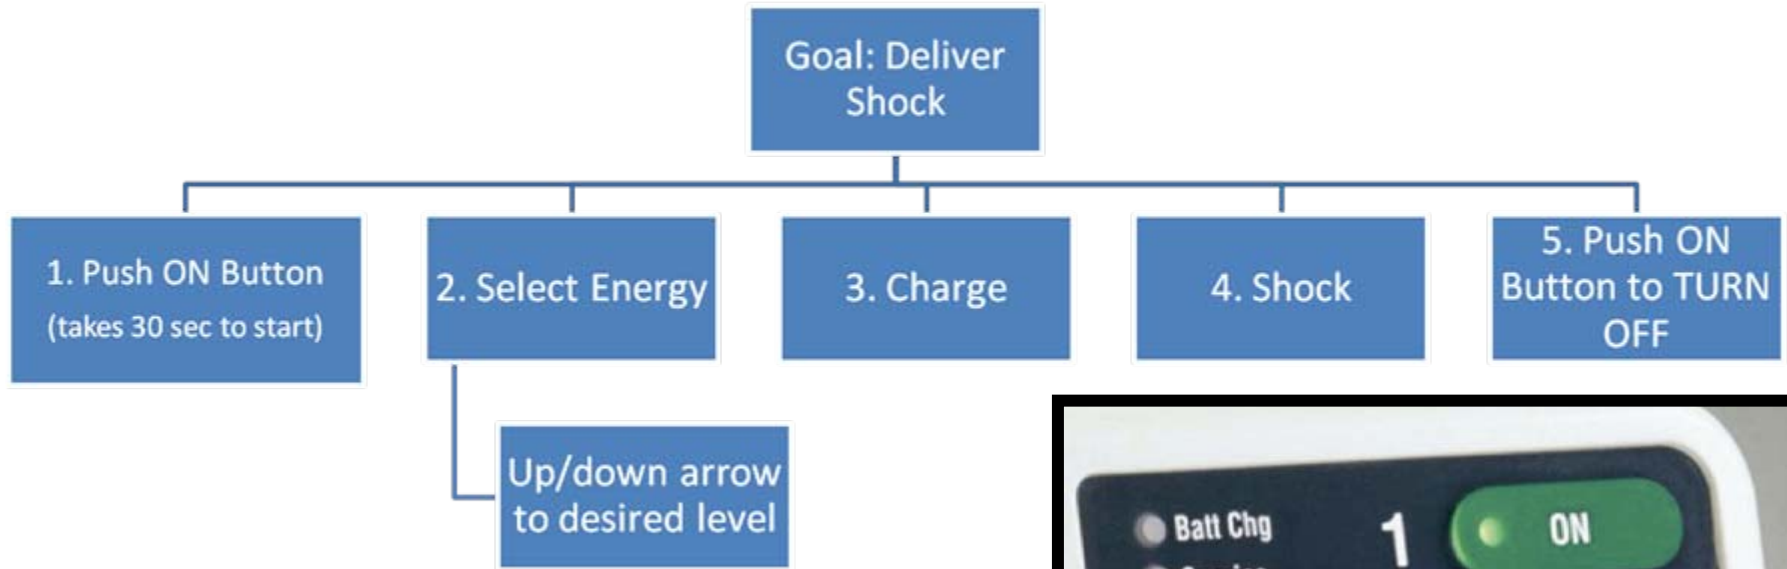 Goal: Deliver
Shock
1. Push ON Button
(takes 30 sec to start)
2. Select Energy
3. Charge
4. Shock
5. Push ON
Button to TURN
OFF
Up/down arrow
to desired level
Batt Chg
1
ON